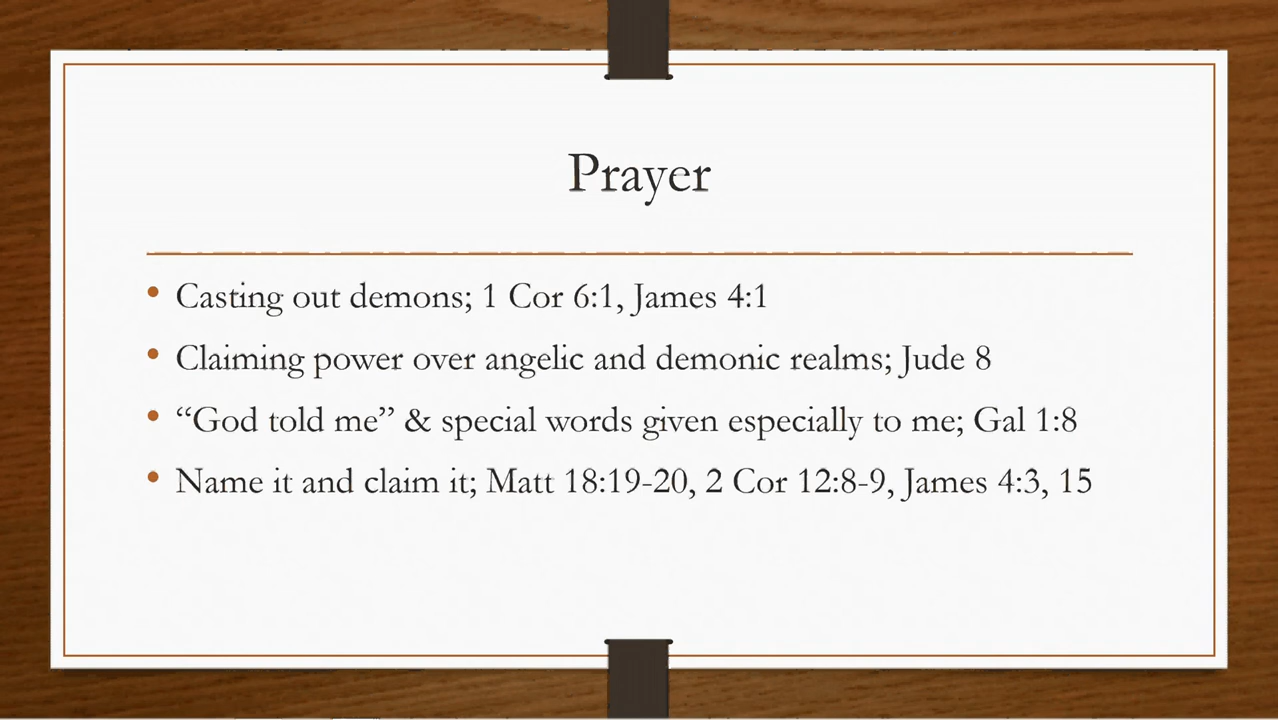 Prayer
• Casting out demons; 1 Cor 6:1, James 4:1
• Claiming power over angelic and demonic realms; Jude 8
• “God told me” & special words given especially to me; Gal 1:8
• Name it and claim it; Matt 18:19-20, 2 Cor 12:8-9, James 4:3, 15